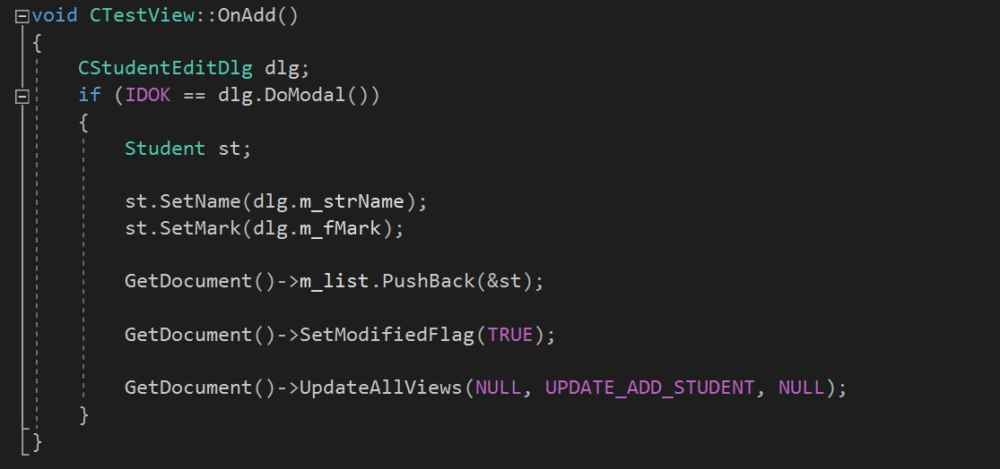 void CTestView::OnAdd()
{
    CStudentEditDlg dlg;
    if (IDOK == dlg.DoModal())
    {
        Student st;

        st.SetName(dlg.m_strName);
        st.SetMark(dlg.m_fMark);

        GetDocument()->m_list.PushBack(&st);

        GetDocument()->SetModifiedFlag(TRUE);

        GetDocument()->UpdateAllViews(NULL, UPDATE_ADD_STUDENT, NULL);
    }
}